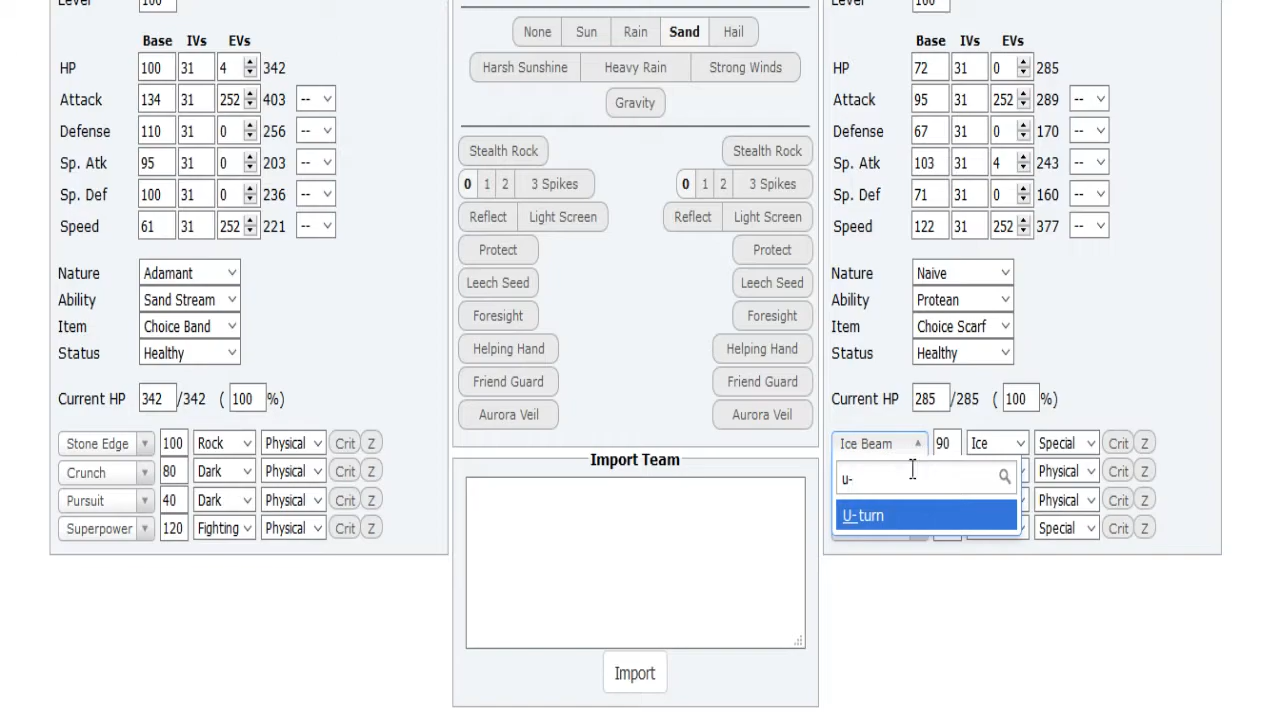 Level 100
Base IVs EVs
HP 100 31 4 342
Attack 134 31 252 403 --
Defense 110 31 0 256 --
Sp. Atk 95 31 0 203 --
Sp. Def 100 31 0 236 --
Speed 61 31 252 221 --
Nature Adamant
Ability Sand Stream
Item Choice Band
Status Healthy
Current HP 342 /342 ( 100 %)
Stone Edge 100 Rock Physical Crit Z
Crunch 80 Dark Physical Crit Z
Pursuit 40 Dark Physical Crit Z
Superpower 120 Fighting Physical Crit Z
None Sun Rain Sand Hail
Harsh Sunshine Heavy Rain Strong Winds
Gravity
Stealth Rock Stealth Rock
0 1 2 3 Spikes 0 1 2 3 Spikes
Reflect Light Screen Reflect Light Screen
Protect Protect
Leech Seed Leech Seed
Foresight Foresight
Helping Hand Helping Hand
Friend Guard Friend Guard
Aurora Veil Aurora Veil
Import Team
Import
Level 100
Base IVs EVs
HP 72 31 0 285
Attack 95 31 252 289 --
Defense 67 31 0 170 --
Sp. Atk 103 31 4 243 --
Sp. Def 71 31 0 160 --
Speed 122 31 252 377 --
Nature Naive
Ability Protean
Item Choice Scarf
Status Healthy
Current HP 285 /285 ( 100 %)
Ice Beam 90 Ice Special Crit Z
u- Physical Crit Z
U-turn Physical Crit Z
Special Crit Z